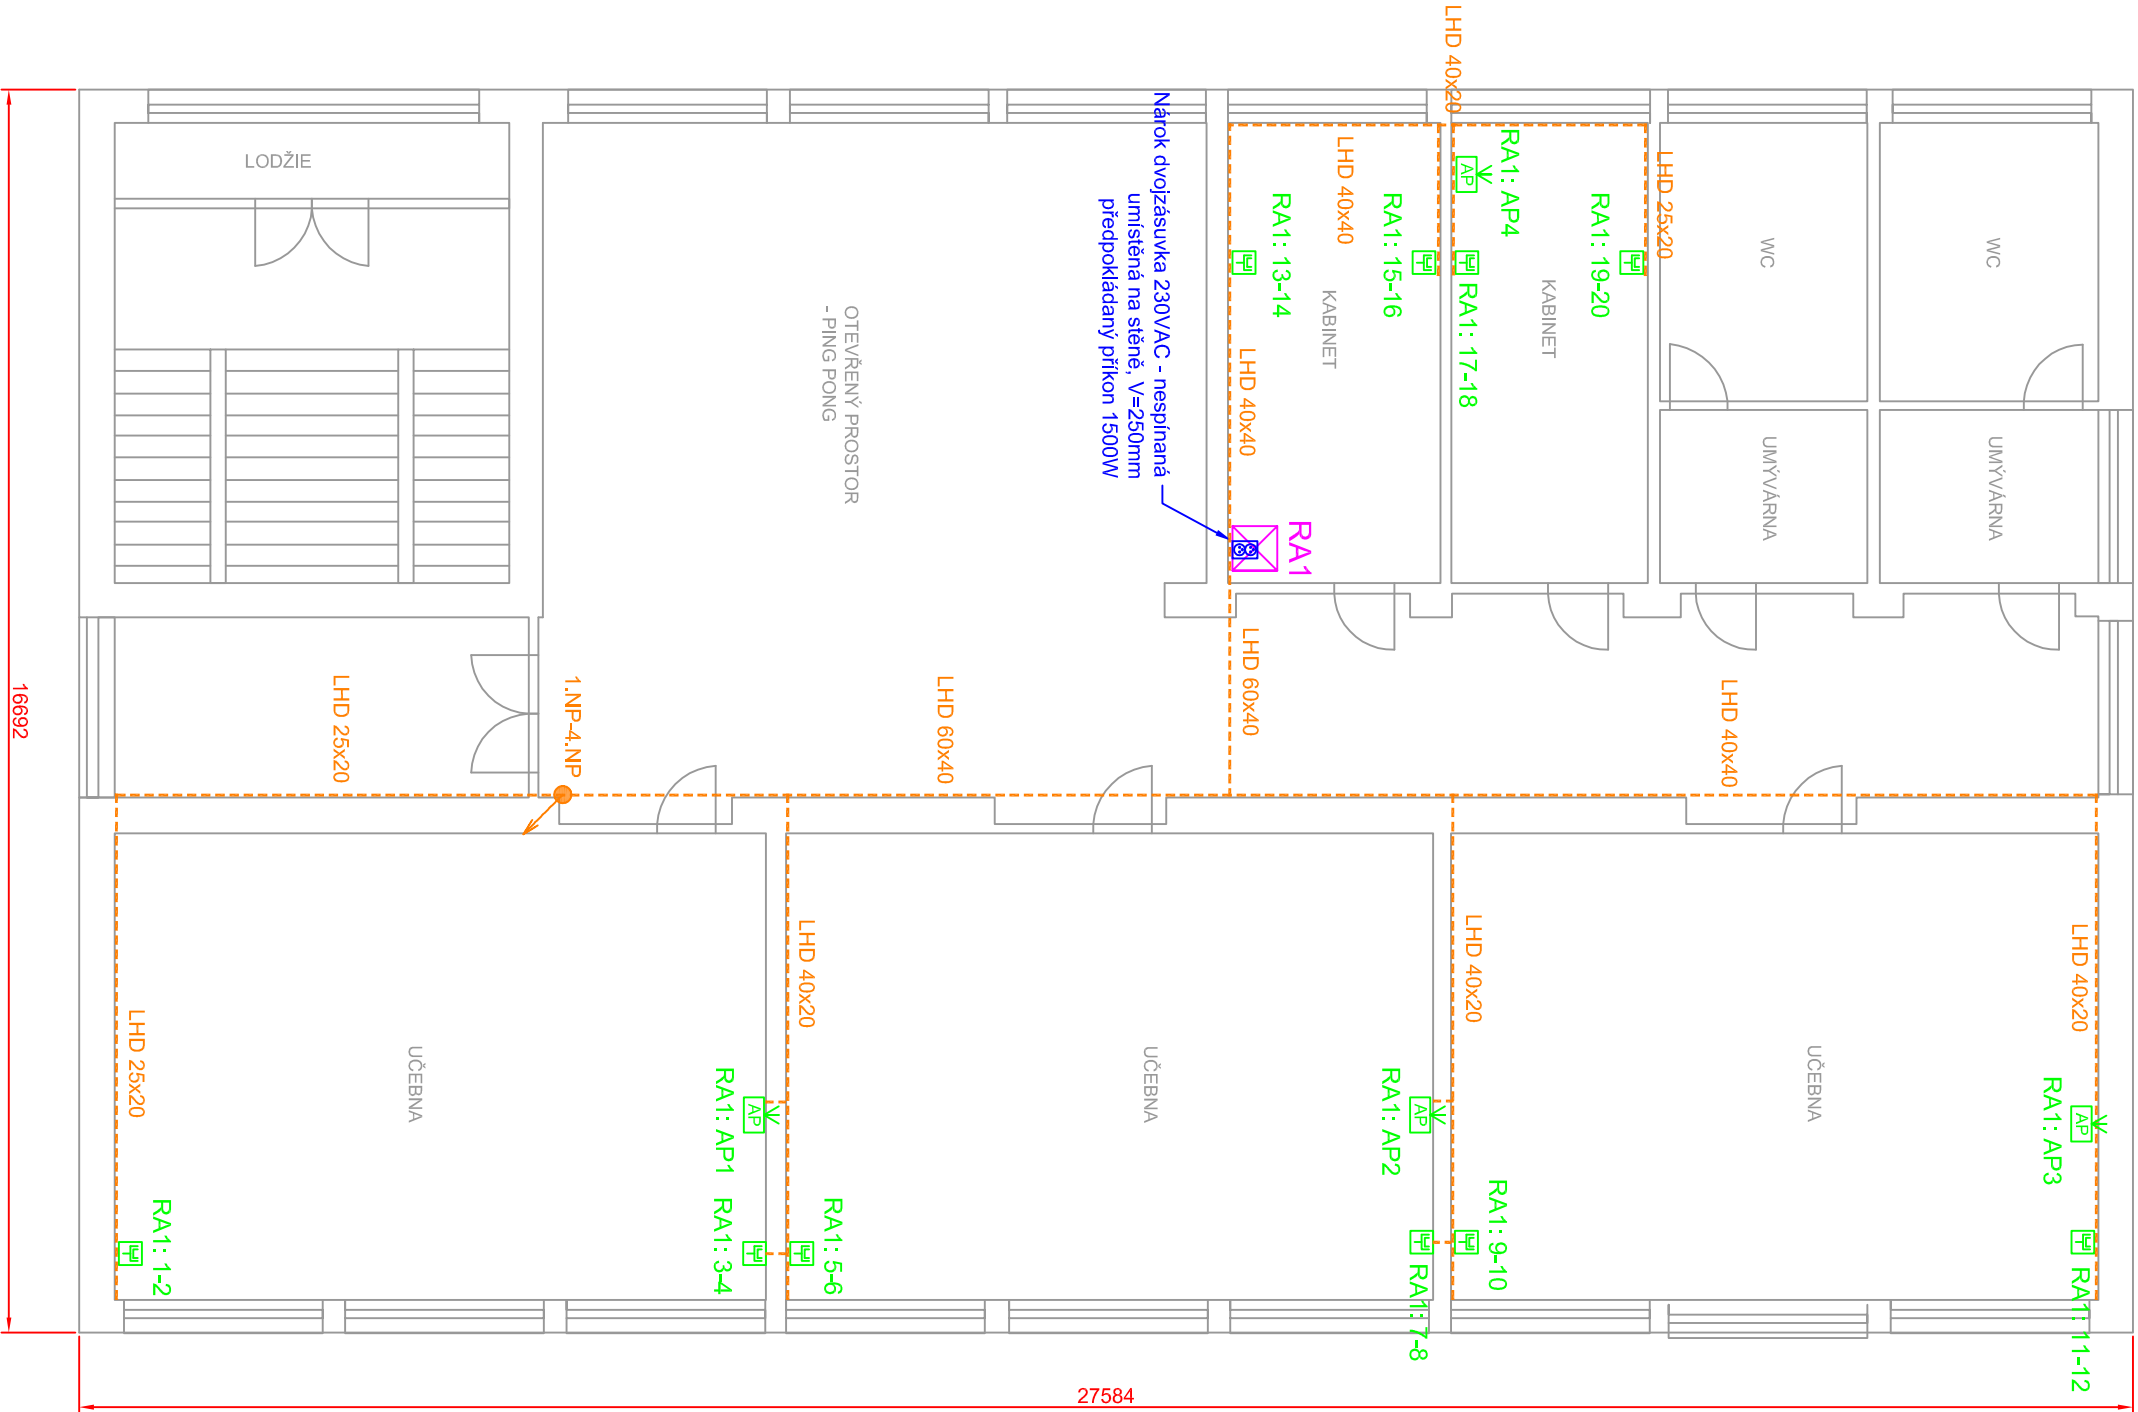 LHD 40x20
LODŽIE
Nárok dvojzásuvka 230VAC - nespínaná
umístěná na stěně, V=250mm
předpokládaný příkon 1500W
LHD 40x40
RA1: AP4
LHD 25x20
RA1: 13-14
RA1: 15-16
RA1: 19-20
AP
WC
WC
KABINET
KABINET
RA1: 17-18
OTEVŘENÝ PROSTOR
- PING PONG
LHD 40x40
UMÝVÁRNA
UMÝVÁRNA
RA1
LHD 60x40
16692
LHD 25x20
1.NP-4.NP
LHD 60x40
LHD 40x40
LHD 40x20
LHD 40x20
LHD 40x20
LHD 25x20
UČEBNA
UČEBNA
UČEBNA
RA1: AP1
AP
RA1: AP2
AP
RA1: AP3
AP
RA1: 1-2
RA1: 3-4
RA1: 5-6
RA1: 7-8
RA1: 9-10
RA1: 11-12
27584